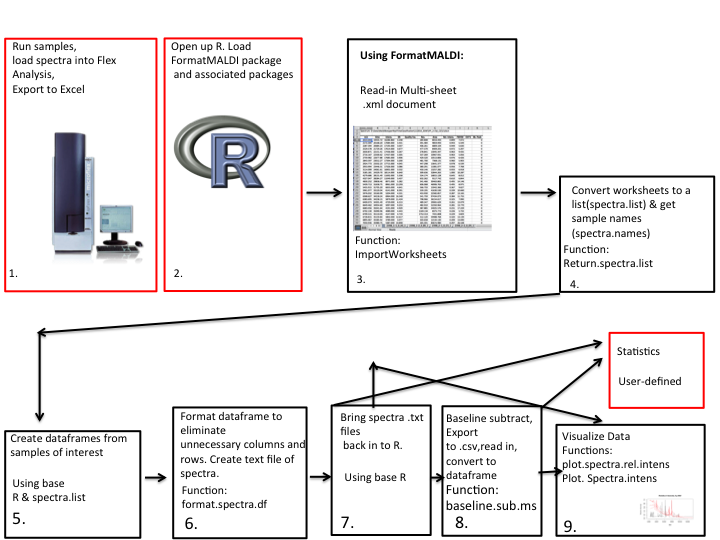 Run samples,
load spectra into Flex
Analysis,
Export to Excel
1.
Open up R. Load
FormatMALDI package
and associated packages
R
2.
Using FormatMALDI:
Read-in Multi-sheet
.xml document
Function:
ImportWorksheets
3.
Convert worksheets to a
list(spectra.list) & get
sample names
(spectra.names)
Function:
Return.spectra.list
4.
Create dataframes from
samples of interest
Using base
R & spectra.list
5.
Format dataframe to
eliminate
unnecessary columns and
rows. Create text file of
spectra.
Function:
format.spectra.df
6.
Bring spectra .txt
files
back in to R.
Using base R
7.
Baseline subtract,
Export
to .csv,read in,
convert to
dataframe
Function:
baseline.sub.ms
8.
Statistics
User-defined
Visualize Data
Functions:
plot.spectra.rel.intens
Plot. Spectra.intens
9.